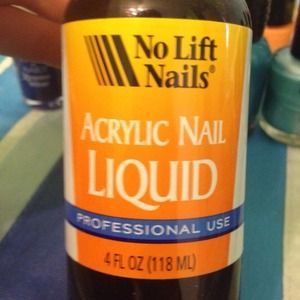 No Lift
Nails®
ACRYLIC NAIL
LIQUID
PROFESSIONAL USE
4 FL OZ (118 ML)